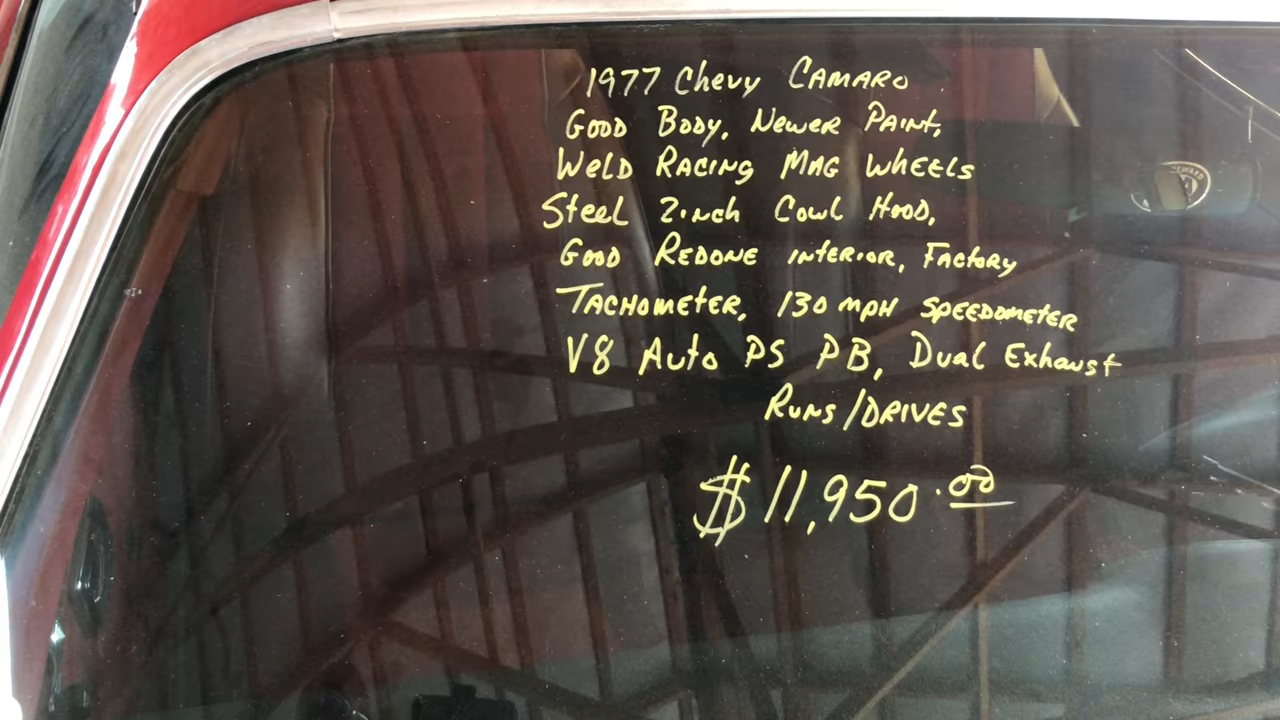 1977 Chevy CAMARO
GOOD BODY, NEWER PAINT,
WELD RACING MAG WHEELS
Steel 2inch Cowl HOOD,
GOOD REDONE INTERIOR, FACTORY
TACHOMETER, 130 MPH SPEEDOMETER
V8 Auto PS PB, Dual Exhaust
RUNS/DRIVES
$11,950.00